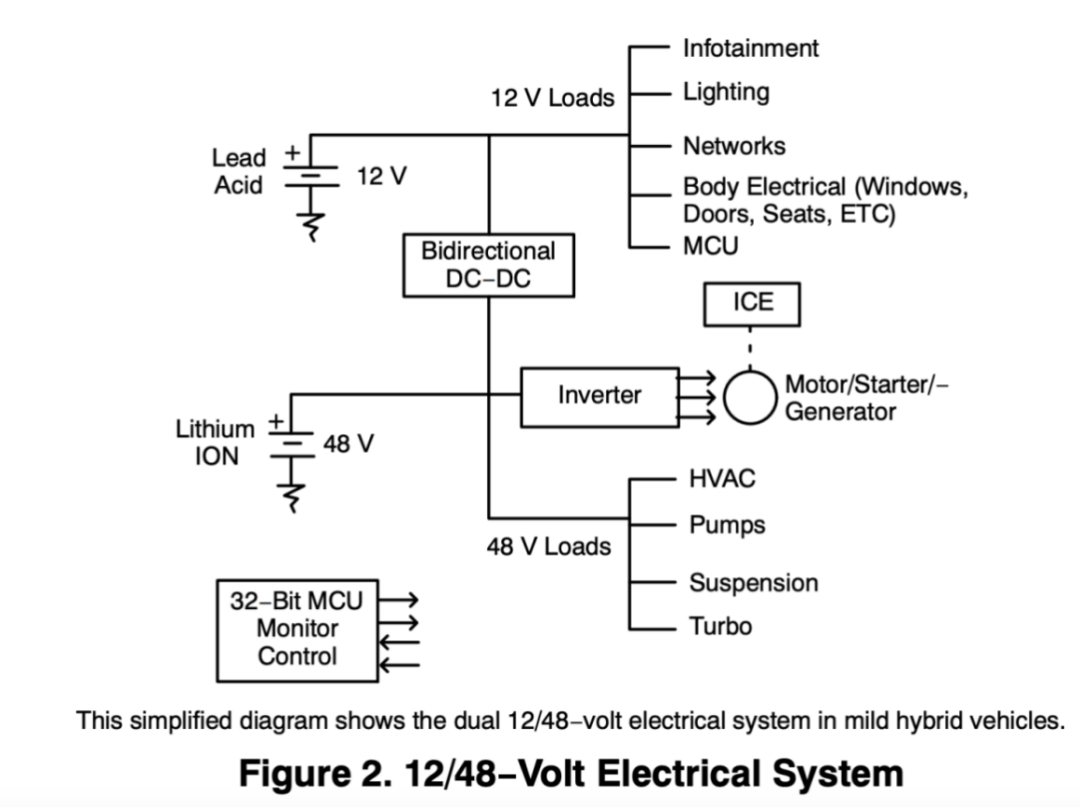 Infotainment
12 V Loads
Lighting
Networks
Lead
Acid
+
12 V
Body Electrical (Windows,
Doors, Seats, ETC)
MCU
Bidirectional
DC–DC
ICE
Inverter
Motor/Starter/–
Generator
Lithium
ION
+
48 V
HVAC
Pumps
48 V Loads
Suspension
Turbo
32–Bit MCU
Monitor
Control
This simplified diagram shows the dual 12/48–volt electrical system in mild hybrid vehicles.
Figure 2. 12/48–Volt Electrical System